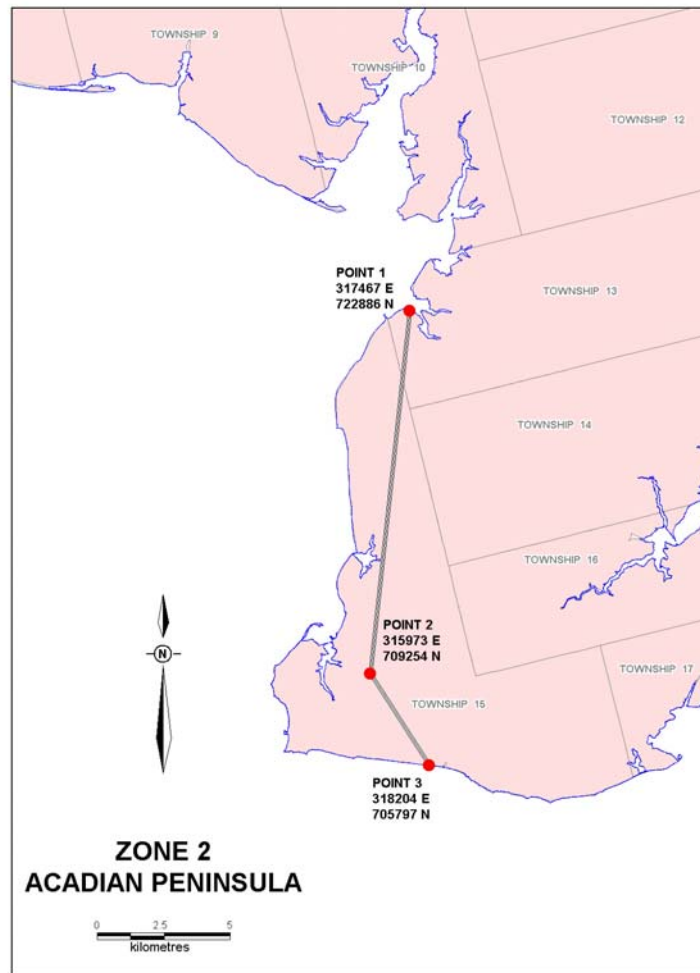 TOWNSHIP 9
TOWNSHIP 10
TOWNSHIP 12
POINT 1
317467 E
722886 N
TOWNSHIP 13
TOWNSHIP 14
TOWNSHIP 16
POINT 2
315973 E
709254 N
N
TOWNSHIP 17
TOWNSHIP 15
POINT 3
318204 E
705797 N
ZONE 2
ACADIAN PENINSULA
0 2.5 5
kilometres